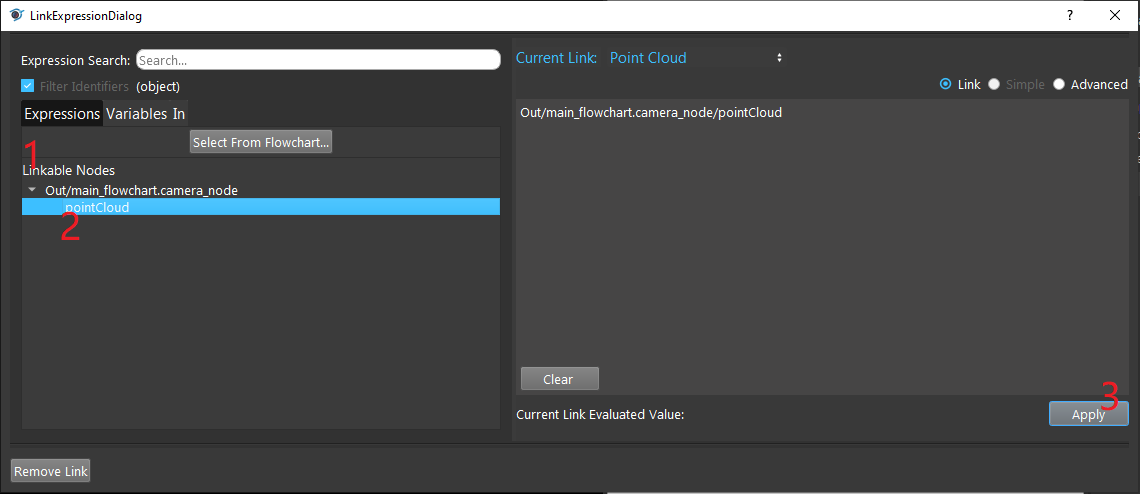 LinkExpressionDialog
?
Expression Search: Search...
Filter Identifiers (object)
Expressions Variables In
Select From Flowchart...
1
Linkable Nodes
Out/main_flowchart.camera_node
pointCloud
2
Current Link: Point Cloud
Link Simple Advanced
Out/main_flowchart.camera_node/pointCloud
Clear
Current Link Evaluated Value:
3
Apply
Remove Link